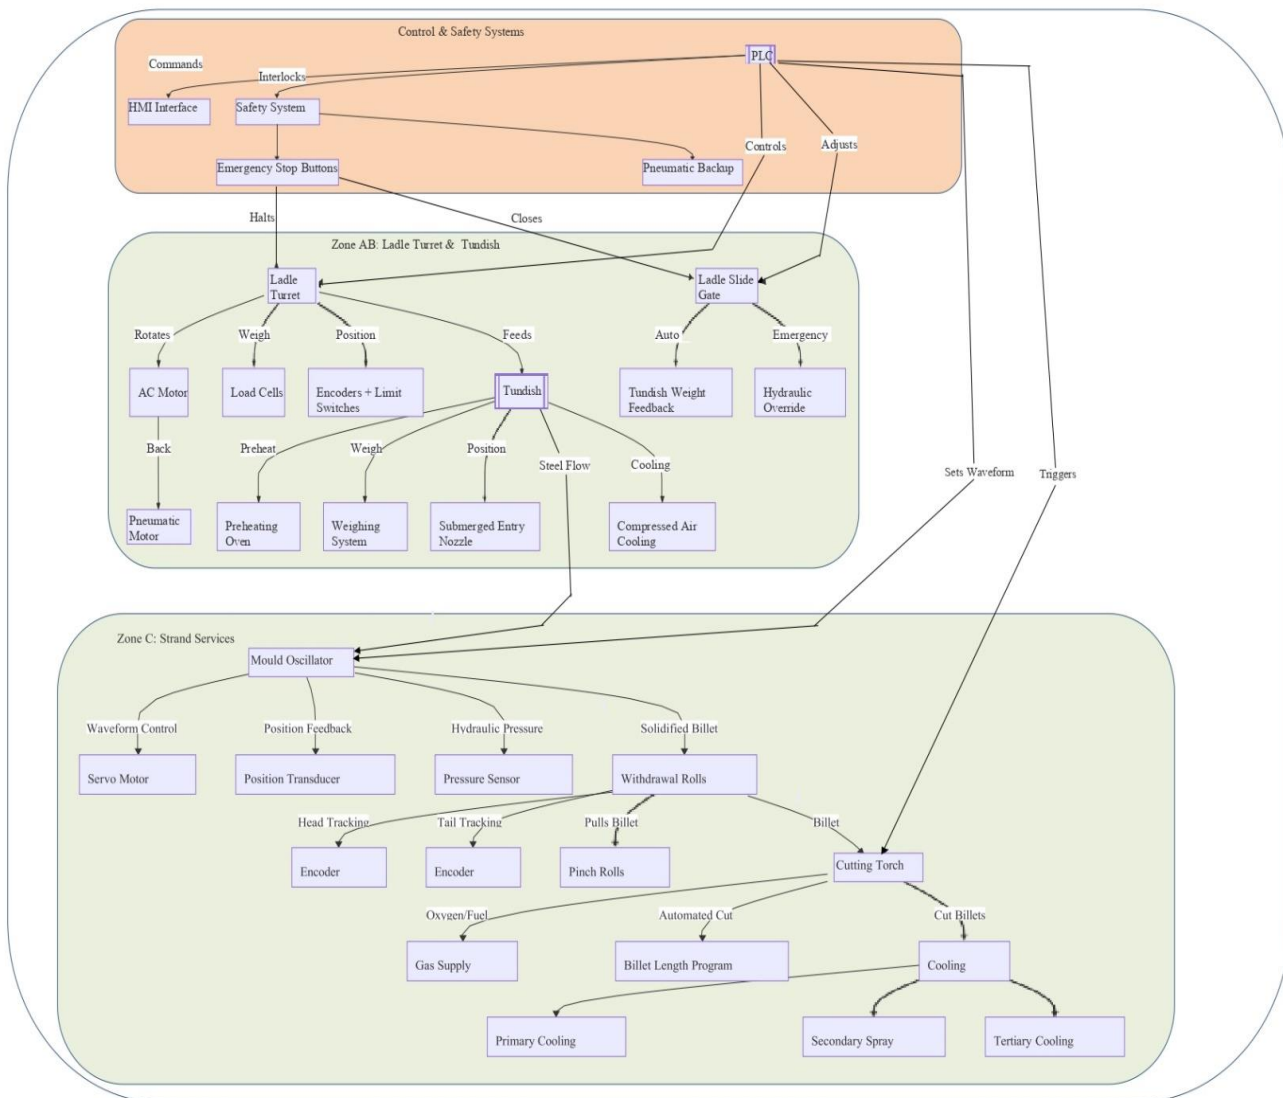 Control & Safety Systems
PLC
Commands
Interlocks
HMI Interface
Safety System
Controls
Adjusts
Emergency Stop Buttons
Pneumatic Backup
Halts
Closes
Zone AB: Ladle Turret & Tundish
Ladle
Turret
Ladle Slide
Gate
Rotates
Weigh
Position
Feeds
Auto
Emergency
AC Motor
Load Cells
Encoders + Limit
Switches
Tundish
Tundish Weight
Feedback
Hydraulic
Override
Back
Preheat
Weigh
Position
Steel Flow
Cooling
Sets Waveform
Triggers
Pneumatic
Motor
Preheating
Oven
Weighing
System
Submerged Entry
Nozzle
Compressed Air
Cooling
Zone C: Strand Services
Mould Oscillator
Waveform Control
Position Feedback
Hydraulic Pressure
Solidified Billet
Servo Motor
Position Transducer
Pressure Sensor
Withdrawal Rolls
Head Tracking
Tail Tracking
Pulls Billet
Billet
Encoder
Encoder
Pinch Rolls
Cutting Torch
Oxygen/Fuel
Automated Cut
Cut Billets
Gas Supply
Billet Length Program
Cooling
Primary Cooling
Secondary Spray
Tertiary Cooling